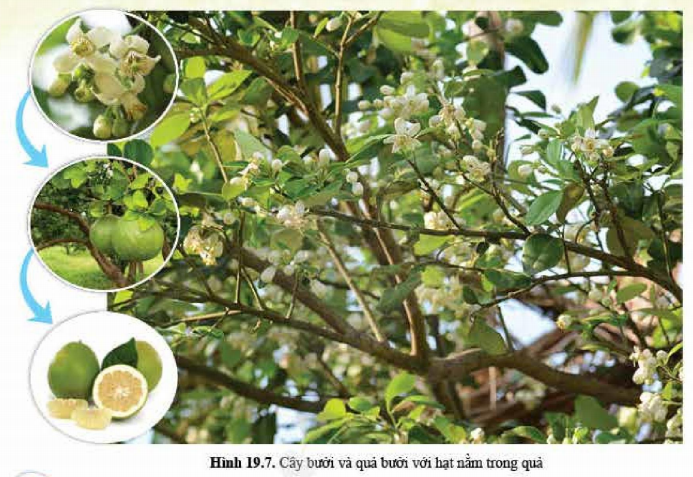 Hình 19.7. Cây bưởi và quả bưởi với hạt nằm trong quả